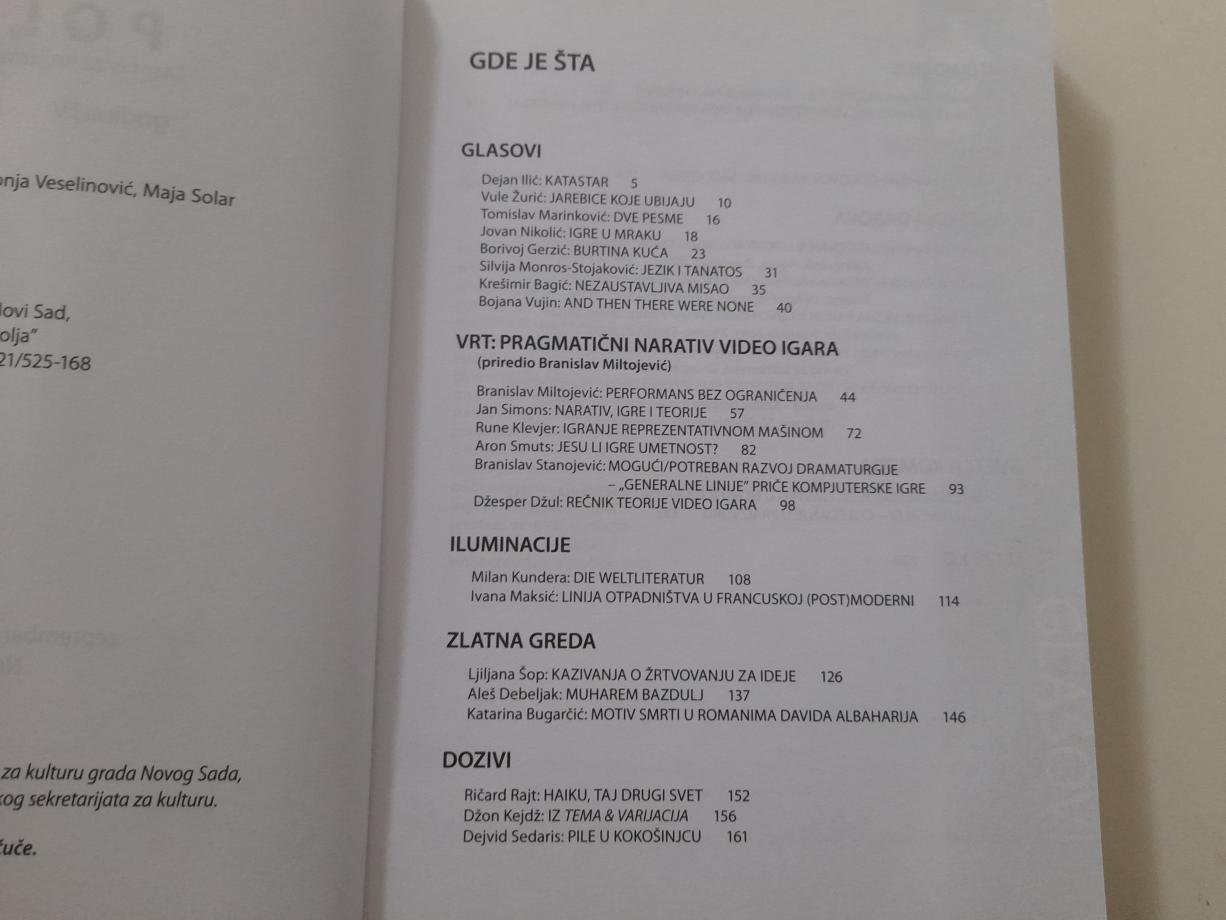 POL
Veselinović, Maja Solar
Novi Sad,
21/525-168
za kulturu grada Novog Sada,
sekretarijata za kulturu.
GDE JE ŠTA
GLASOVI
Dejan Ilić: KATASTAR 5
Vule Žurić: JAREBICE KOJE UBIJAJU 10
Tomislav Marinković: DVE PESME 16
Jovan Nikolić: IGRE U MRAKU 18
Borivoj Gerzić: BURTINA KUĆA 23
Silvija Monros-Stojaković: JEZIK I TANATOS 31
Krešimir Bagić: NEZAUSTAVLJIVA MISAO 35
Bojana Vujin: AND THEN THERE WERE NONE 40
VRT: PRAGMATIČNI NARATIV VIDEO IGARA
(priredio Branislav Miltojević)
Branislav Miltojević: PERFORMANS BEZ OGRANIČENJA 44
Jan Simons: NARATIV, IGRE I TEORIJE 57
Rune Klevjer: IGRANJE REPREZENTATIVNOM MAŠINOM 72
Aron Smuts: JESU LI IGRE UMETNOST? 82
Branislav Stanojević: MOGUĆI/POTREBAN RAZVOJ DRAMATURGIJE
– „GENERALNE LINIJE” PRIČE KOMPJUTERSKE IGRE 93
Džesper Džul: REČNIK TEORIJE VIDEO IGARA 98
ILUMINACIJE
Milan Kundera: DIE WELTLITERATUR 108
Ivana Maksić: LINIJA OTPADNIŠTVA U FRANCUSKOJ (POST)MODERNI 114
ZLATNA GREDA
Ljiljana Šop: KAZIVANJA O ŽRTVOVANJU ZA IDEJE 126
Aleš Debeljak: MUHAREM BAZDULJ 137
Katarina Bugarčić: MOTIV SMRTI U ROMANIMA DAVIDA ALBAHARIJA 146
DOZIVI
Ričard Rajt: HAIKU, TAJ DRUGI SVET 152
Džon Kejdž: IZ TEMA & VARIJACIJA 156
Dejvid Sedaris: PILE U KOKOŠINJCU 161